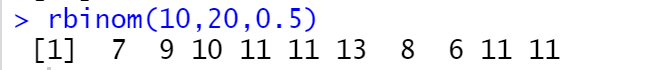 > rbinom(10,20,0.5)
[1]  7  9 10 11 11 13  8  6 11 11